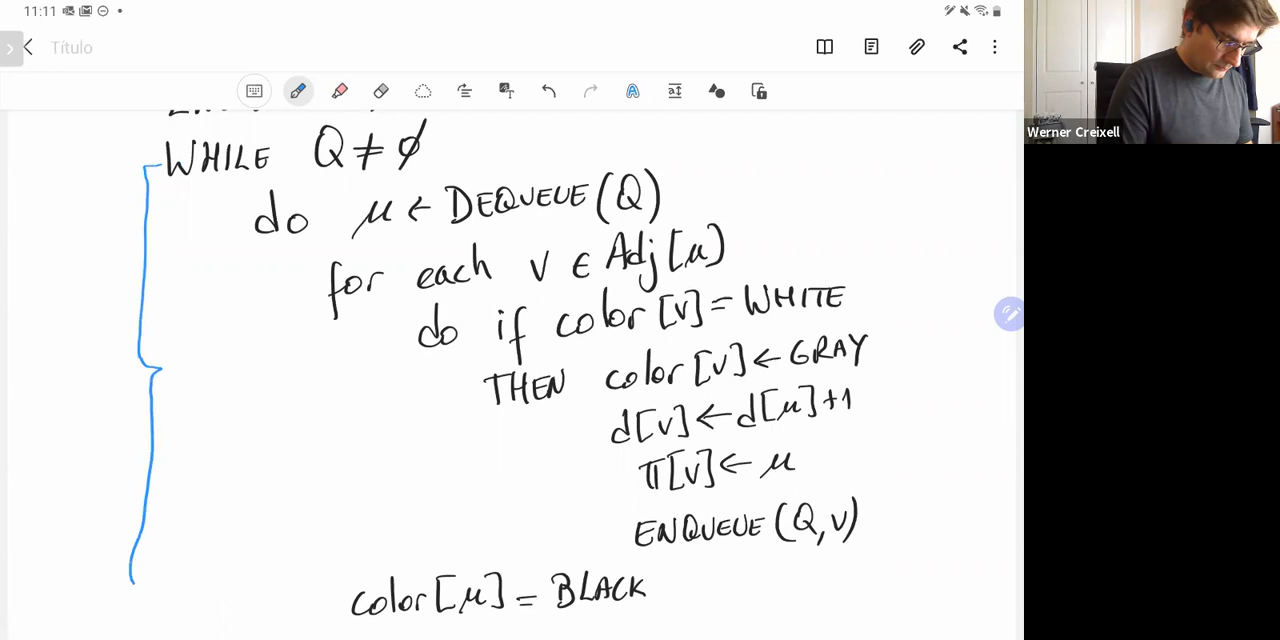 11:11
Título
Werner Creixell
WHILE Q ≠ ∅
do μ ← DEQUEUE(Q)
for each v ∈ Adj[μ]
do if color[v] = WHITE
THEN color[v] ← GRAY
d[v] ← d[μ]+1
π[v] ← μ
ENQUEUE(Q,v)
color[μ] = BLACK